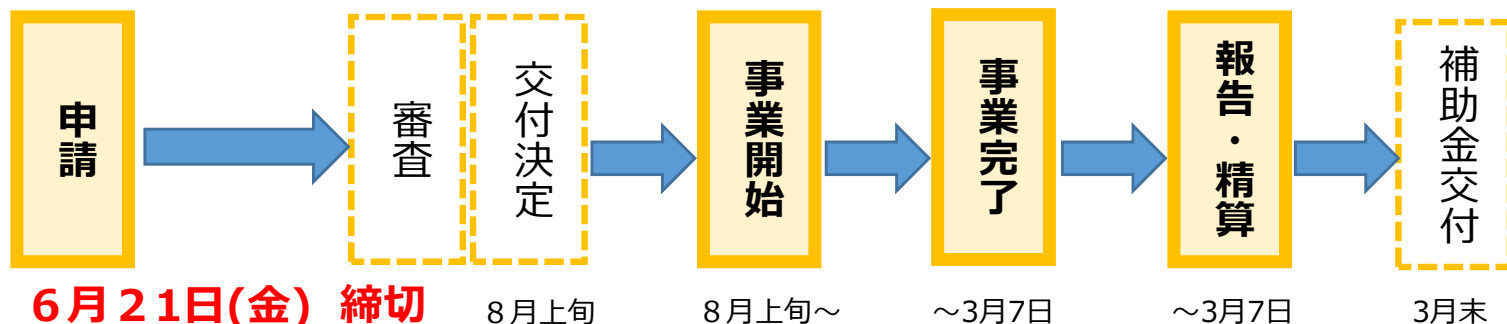 申請
審査
交付決定
事業開始
事業完了
報告・精算
補助金交付
６月２１日(金) 締切
８月上旬
８月上旬～
～3月7日
～3月7日
3月末